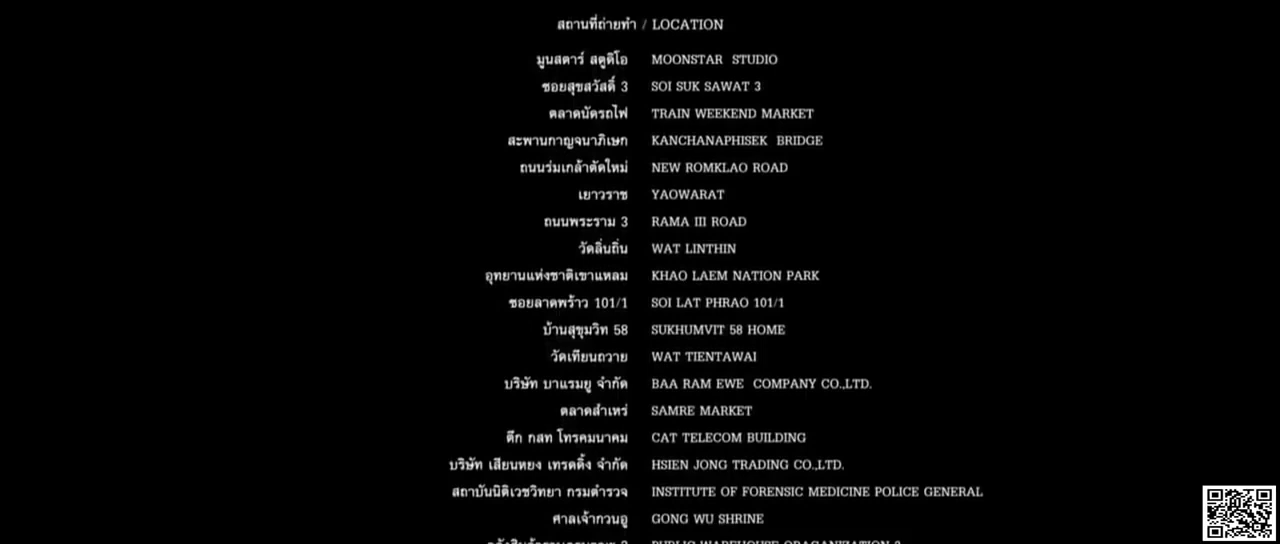 สถานที่ถ่ายทำ / LOCATION
มูนสตาร์ สตูดิโอ MOONSTAR STUDIO
ซอยสุขสวัสดิ์ 3 SOI SUK SAWAT 3
ตลาดนัดรถไฟ TRAIN WEEKEND MARKET
สะพานกาญจนาภิเษก KANCHANAPHISEK BRIDGE
ถนนร่มเกล้าตัดใหม่ NEW ROMKLAO ROAD
เยาวราช YAOWARAT
ถนนพระราม 3 RAMA III ROAD
วัดลิ่นถิ่น WAT LINTHIN
อุทยานแห่งชาติเขาแหลม KHAO LAEM NATION PARK
ซอยลาดพร้าว 101/1 SOI LAT PHRAO 101/1
บ้านสุขุมวิท 58 SUKHUMVIT 58 HOME
วัดเทียนถวาย WAT TIENTAWAI
บริษัท บาแรมยู จำกัด BAA RAM EWE COMPANY CO.,LTD.
ตลาดสำเหร่ SAMRE MARKET
ตึก กสท โทรคมนาคม CAT TELECOM BUILDING
บริษัท เสียนหยง เทรดดิ้ง จำกัด HSIEN JONG TRADING CO.,LTD.
สถาบันนิติเวชวิทยา กรมตำรวจ INSTITUTE OF FORENSIC MEDICINE POLICE GENERAL
ศาลเจ้ากวนอู GONG WU SHRINE
PUBLIC WAREHOUSE